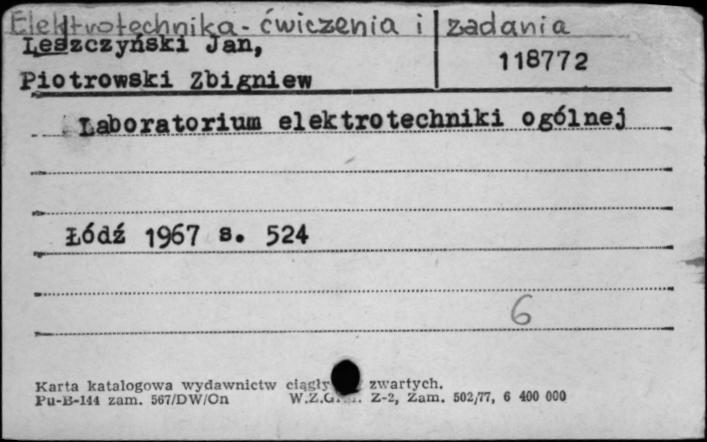 Elektrotechnika - ćwiczenia i zadania
Leszczyński Jan,
118772
Piotrowski Zbigniew
Laboratorium elektrotechniki ogólnej
Łódź 1967 s. 524
6
Karta katalogowa wydawnictw zwartych.
Pu-B-144 zam. 567/DW/On Z-2, Zam. 502/77, 6 400 000